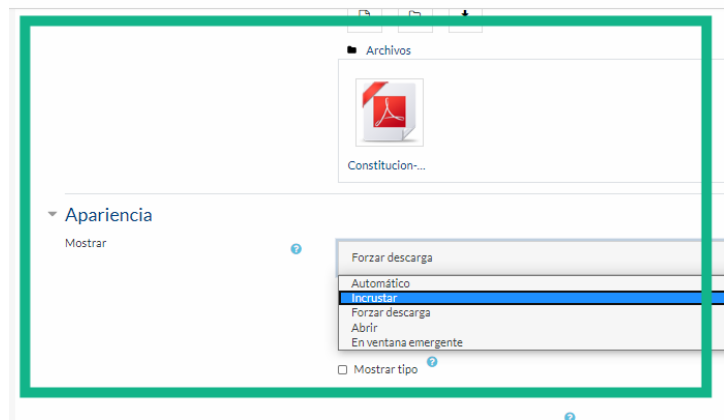 Archivos
Constitucion-...
Apariencia
Mostrar
Forzar descarga
Automático
Incrustar
Forzar descarga
Abrir
En ventana emergente
Mostrar tipo